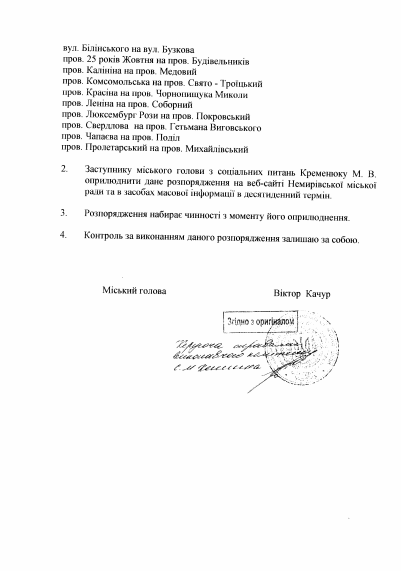 вул. Білінського на вул. Бузкова
пров. 25 років Жовтня на пров. Будівельників
пров. Калініна на пров. Медовий
пров. Комсомольська на пров. Свято - Троїцький
пров. Красіна на пров. Чорнопищука Миколи
пров. Леніна на пров. Соборний
пров. Люксембург Рози на пров. Покровський
пров. Свердлова на пров. Гетьмана Виговського
пров. Чапаєва на пров. Поділ
пров. Пролетарський на пров. Михайлівський
2. Заступнику міського голови з соціальних питань Кременюку М. В.
оприлюднити дане розпорядження на веб-сайті Немирівської міської
ради та в засобах масової інформації в десятиденний термін.
3. Розпорядження набирає чинності з моменту його оприлюднення.
4. Контроль за виконанням даного розпорядження залишаю за собою.
Міський голова Віктор Качур
Згідно з оригіналом
виконавчого комітету